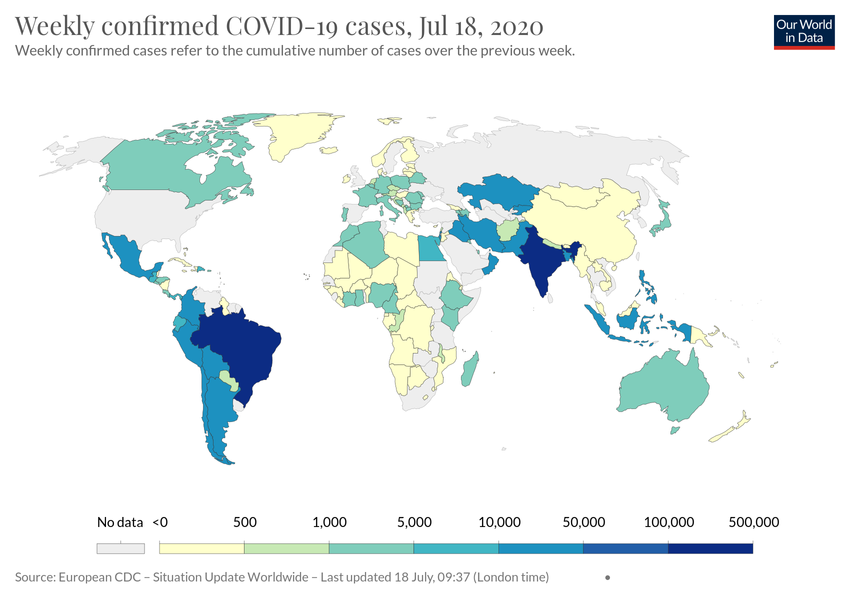 Weekly confirmed COVID-19 cases, Jul 18, 2020
Weekly confirmed cases refer to the cumulative number of cases over the previous week.
Our World
in Data
No data <0 500 1,000 5,000 10,000 50,000 100,000 500,000
Source: European CDC – Situation Update Worldwide – Last updated 18 July, 09:37 (London time) •